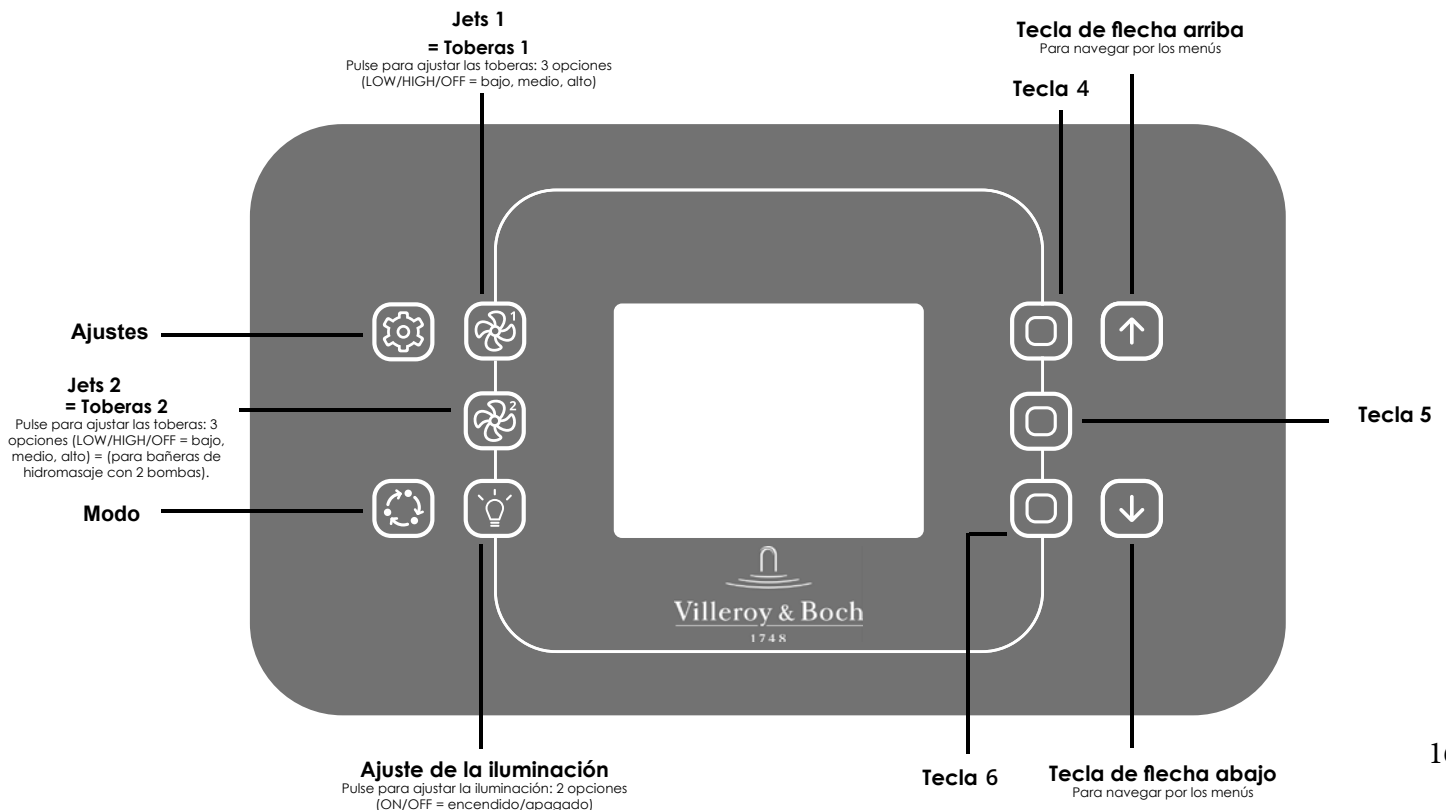 Jets 1
= Toberas 1
Pulse para ajustar las toberas: 3 opciones
(LOW/HIGH/OFF = bajo, medio, alto)
Tecla de flecha arriba
Para navegar por los menús
Tecla 4
Ajustes
1
Jets 2
= Toberas 2
Pulse para ajustar las toberas: 3
opciones (LOW/HIGH/OFF = bajo,
medio, alto) = (para bañeras de
hidromasaje con 2 bombas).
2
Tecla 5
Modo
Villeroy & Boch
1748
Ajuste de la iluminación
Pulse para ajustar la iluminación: 2 opciones
(ON/OFF = encendido/apagado)
Tecla 6
Tecla de flecha abajo
Para navegar por los menús